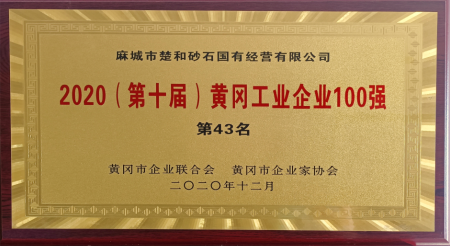 麻城市楚和砂石国有经营有限公司
2020（第十届）黄冈工业企业100强
第43名
黄冈市企业联合会 黄冈市企业家协会
二〇二〇年十二月